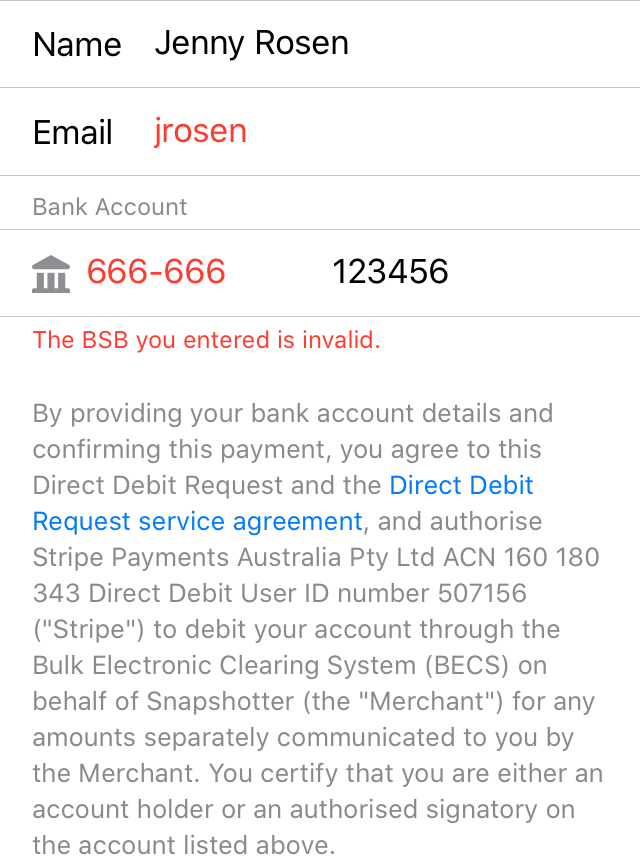 Name Jenny Rosen
Email jrosen
Bank Account
666-666 123456
The BSB you entered is invalid.
By providing your bank account details and
confirming this payment, you agree to this
Direct Debit Request and the Direct Debit
Request service agreement, and authorise
Stripe Payments Australia Pty Ltd ACN 160 180
343 Direct Debit User ID number 507156
("Stripe") to debit your account through the
Bulk Electronic Clearing System (BECS) on
behalf of Snapshotter (the "Merchant") for any
amounts separately communicated to you by
the Merchant. You certify that you are either an
account holder or an authorised signatory on
the account listed above.